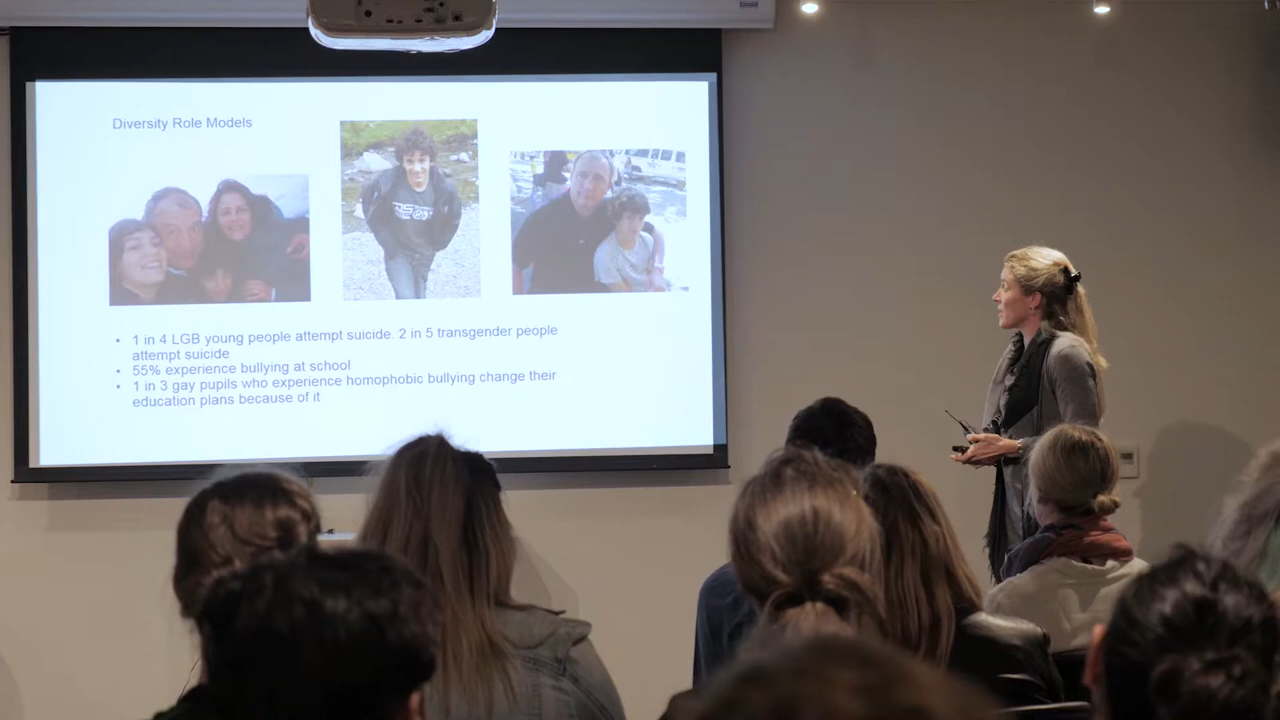 Diversity Role Models
• 1 in 4 LGB young people attempt suicide. 2 in 5 transgender people
attempt suicide
• 55% experience bullying at school
• 1 in 3 gay pupils who experience homophobic bullying change their
education plans because of it